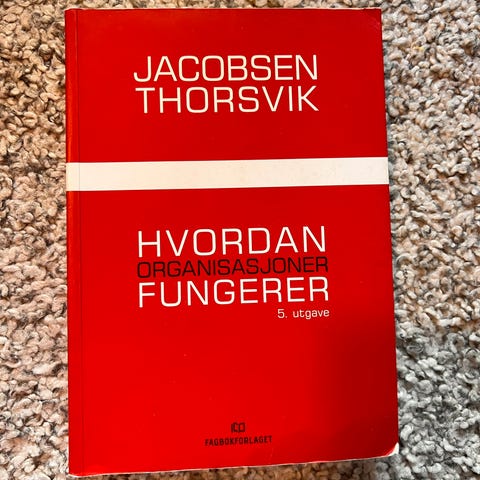 JACOBSEN
THORSVIK
HVORDAN
ORGANISASJONER
FUNGERER
5. utgave
FAGBOKFORLAGET